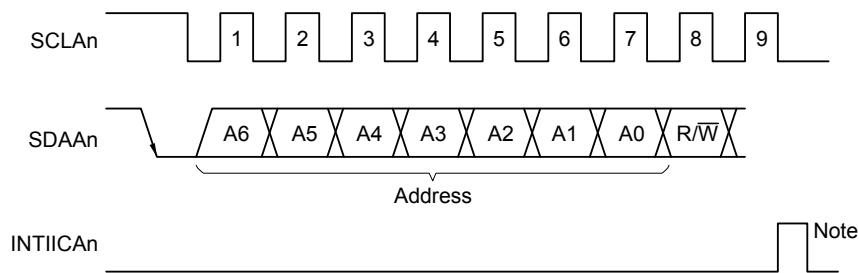 SCLAn 1 2 3 4 5 6 7 8 9
SDAAn A6 A5 A4 A3 A2 A1 A0 R/W̅
Address
INTIICAn Note